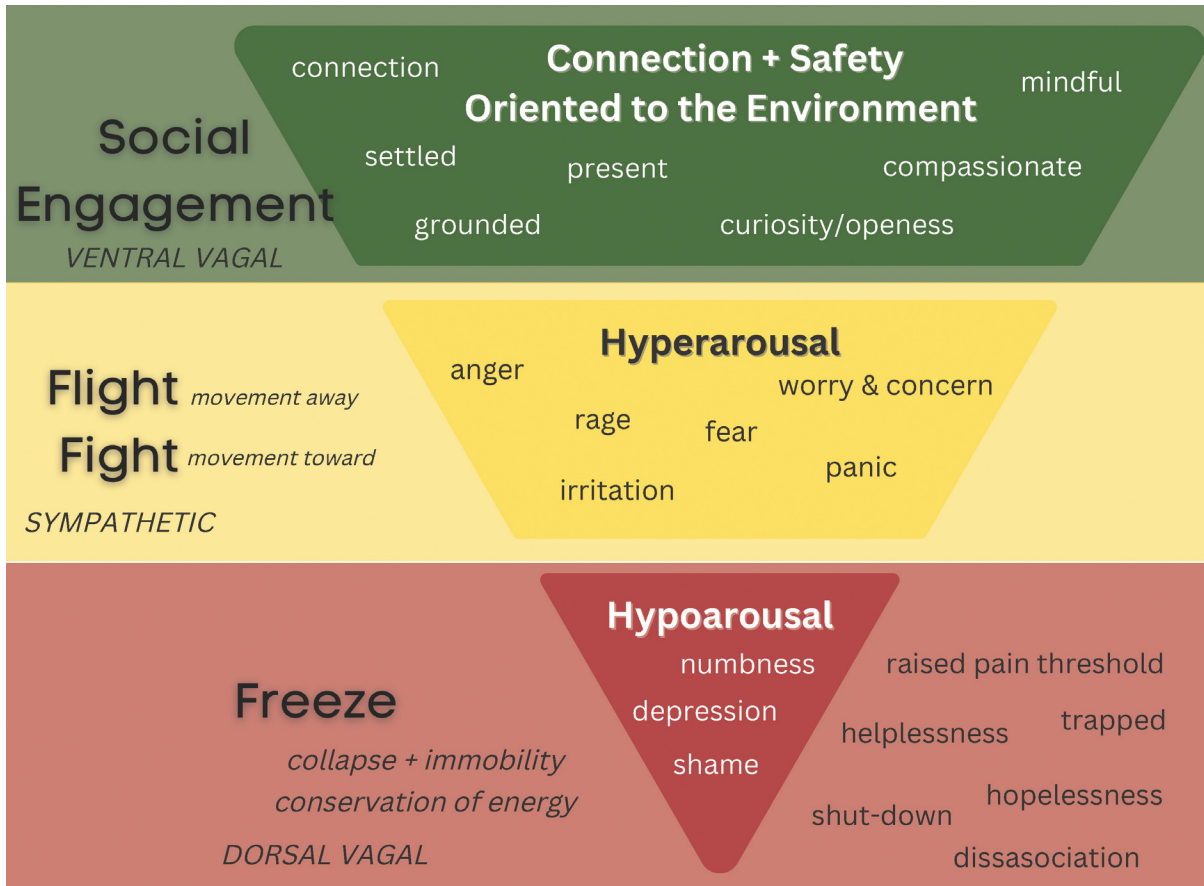 Social
Engagement
VENTRAL VAGAL
Connection + Safety
Oriented to the Environment
connection
mindful
settled
present
compassionate
grounded
curiosity/openess
Flight movement away
Fight movement toward
SYMPATHETIC
Hyperarousal
anger
worry & concern
rage
fear
panic
irritation
Freeze
collapse + immobility
conservation of energy
DORSAL VAGAL
Hypoarousal
numbness
depression
shame
raised pain threshold
helplessness
trapped
hopelessness
shut-down
dissasociation